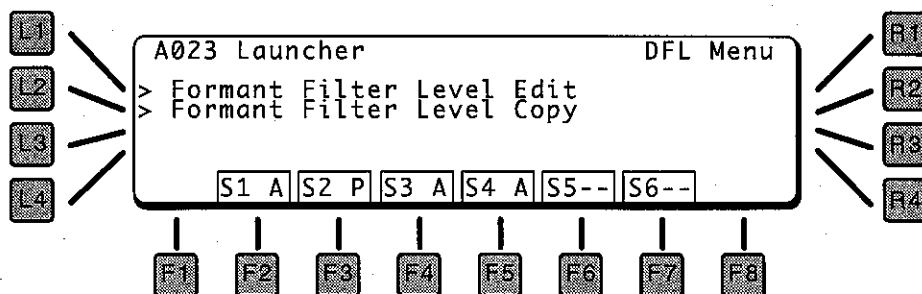 L1
L2
L3
L4
A023 Launcher DFL Menu
> Formant Filter Level Edit
> Formant Filter Level Copy
S1 A S2 P S3 A S4 A S5-- S6--
R1
R2
R3
R4
F1 F2 F3 F4 F5 F6 F7 F8